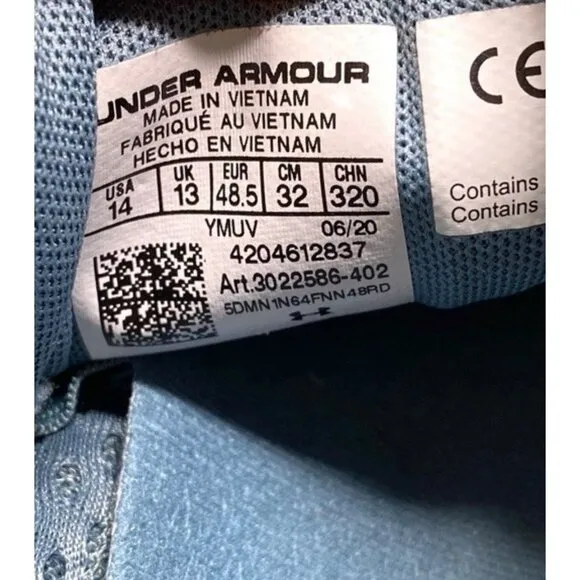 UNDER ARMOUR
MADE IN VIETNAM
FABRIQUÉ AU VIETNAM
HECHO EN VIETNAM
USA UK EUR CM CHN
14 13 48.5 32 320
YMUV 06/20
4204612837
Art.3022586-402
5DMN1N64FNN48RD
CE
Contains
Contains